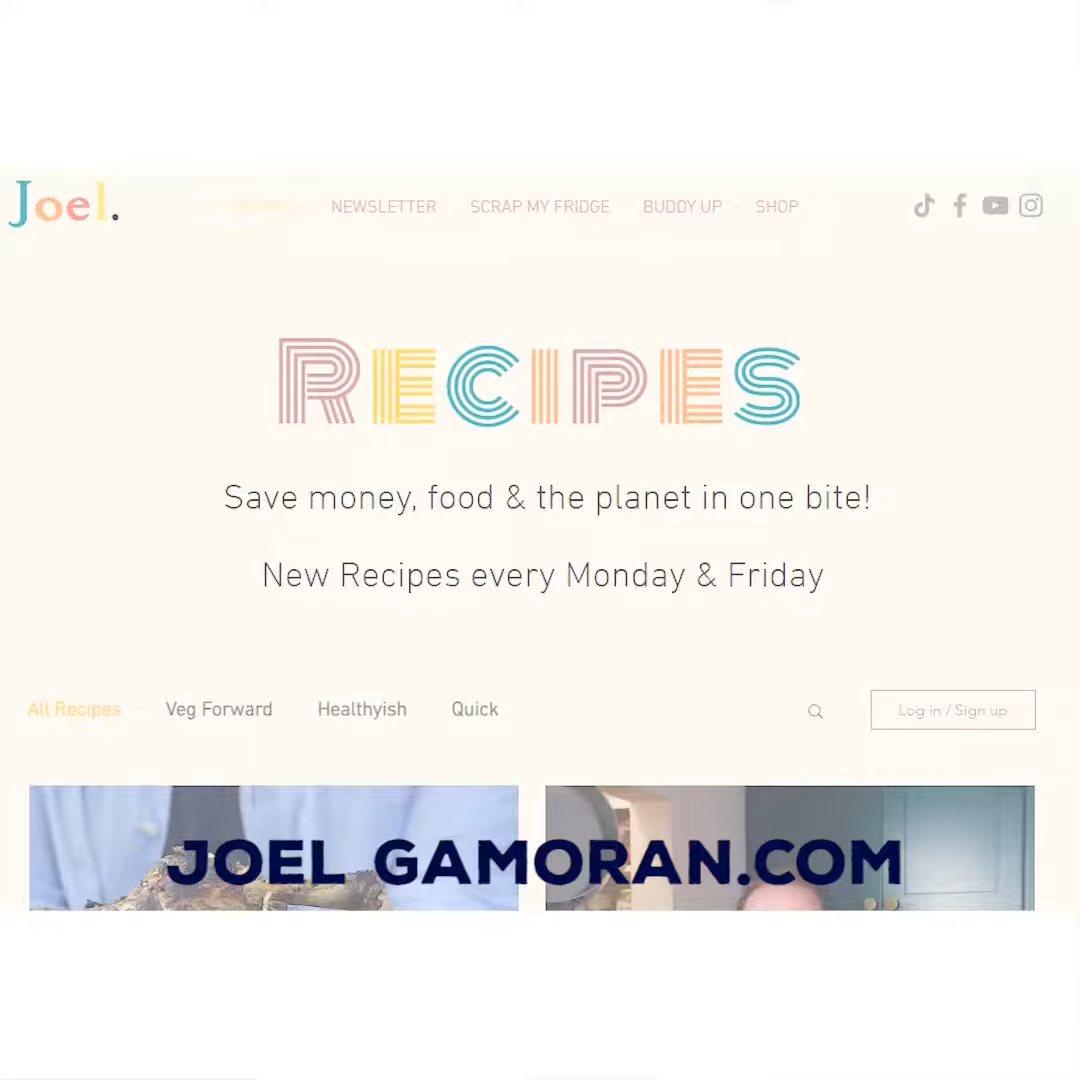 Joel.
NEWSLETTER SCRAP MY FRIDGE BUDDY UP SHOP
RECIPES
Save money, food & the planet in one bite!
New Recipes every Monday & Friday
All Recipes Veg Forward Healthyish Quick
Log in / Sign up
JOEL GAMORAN.COM